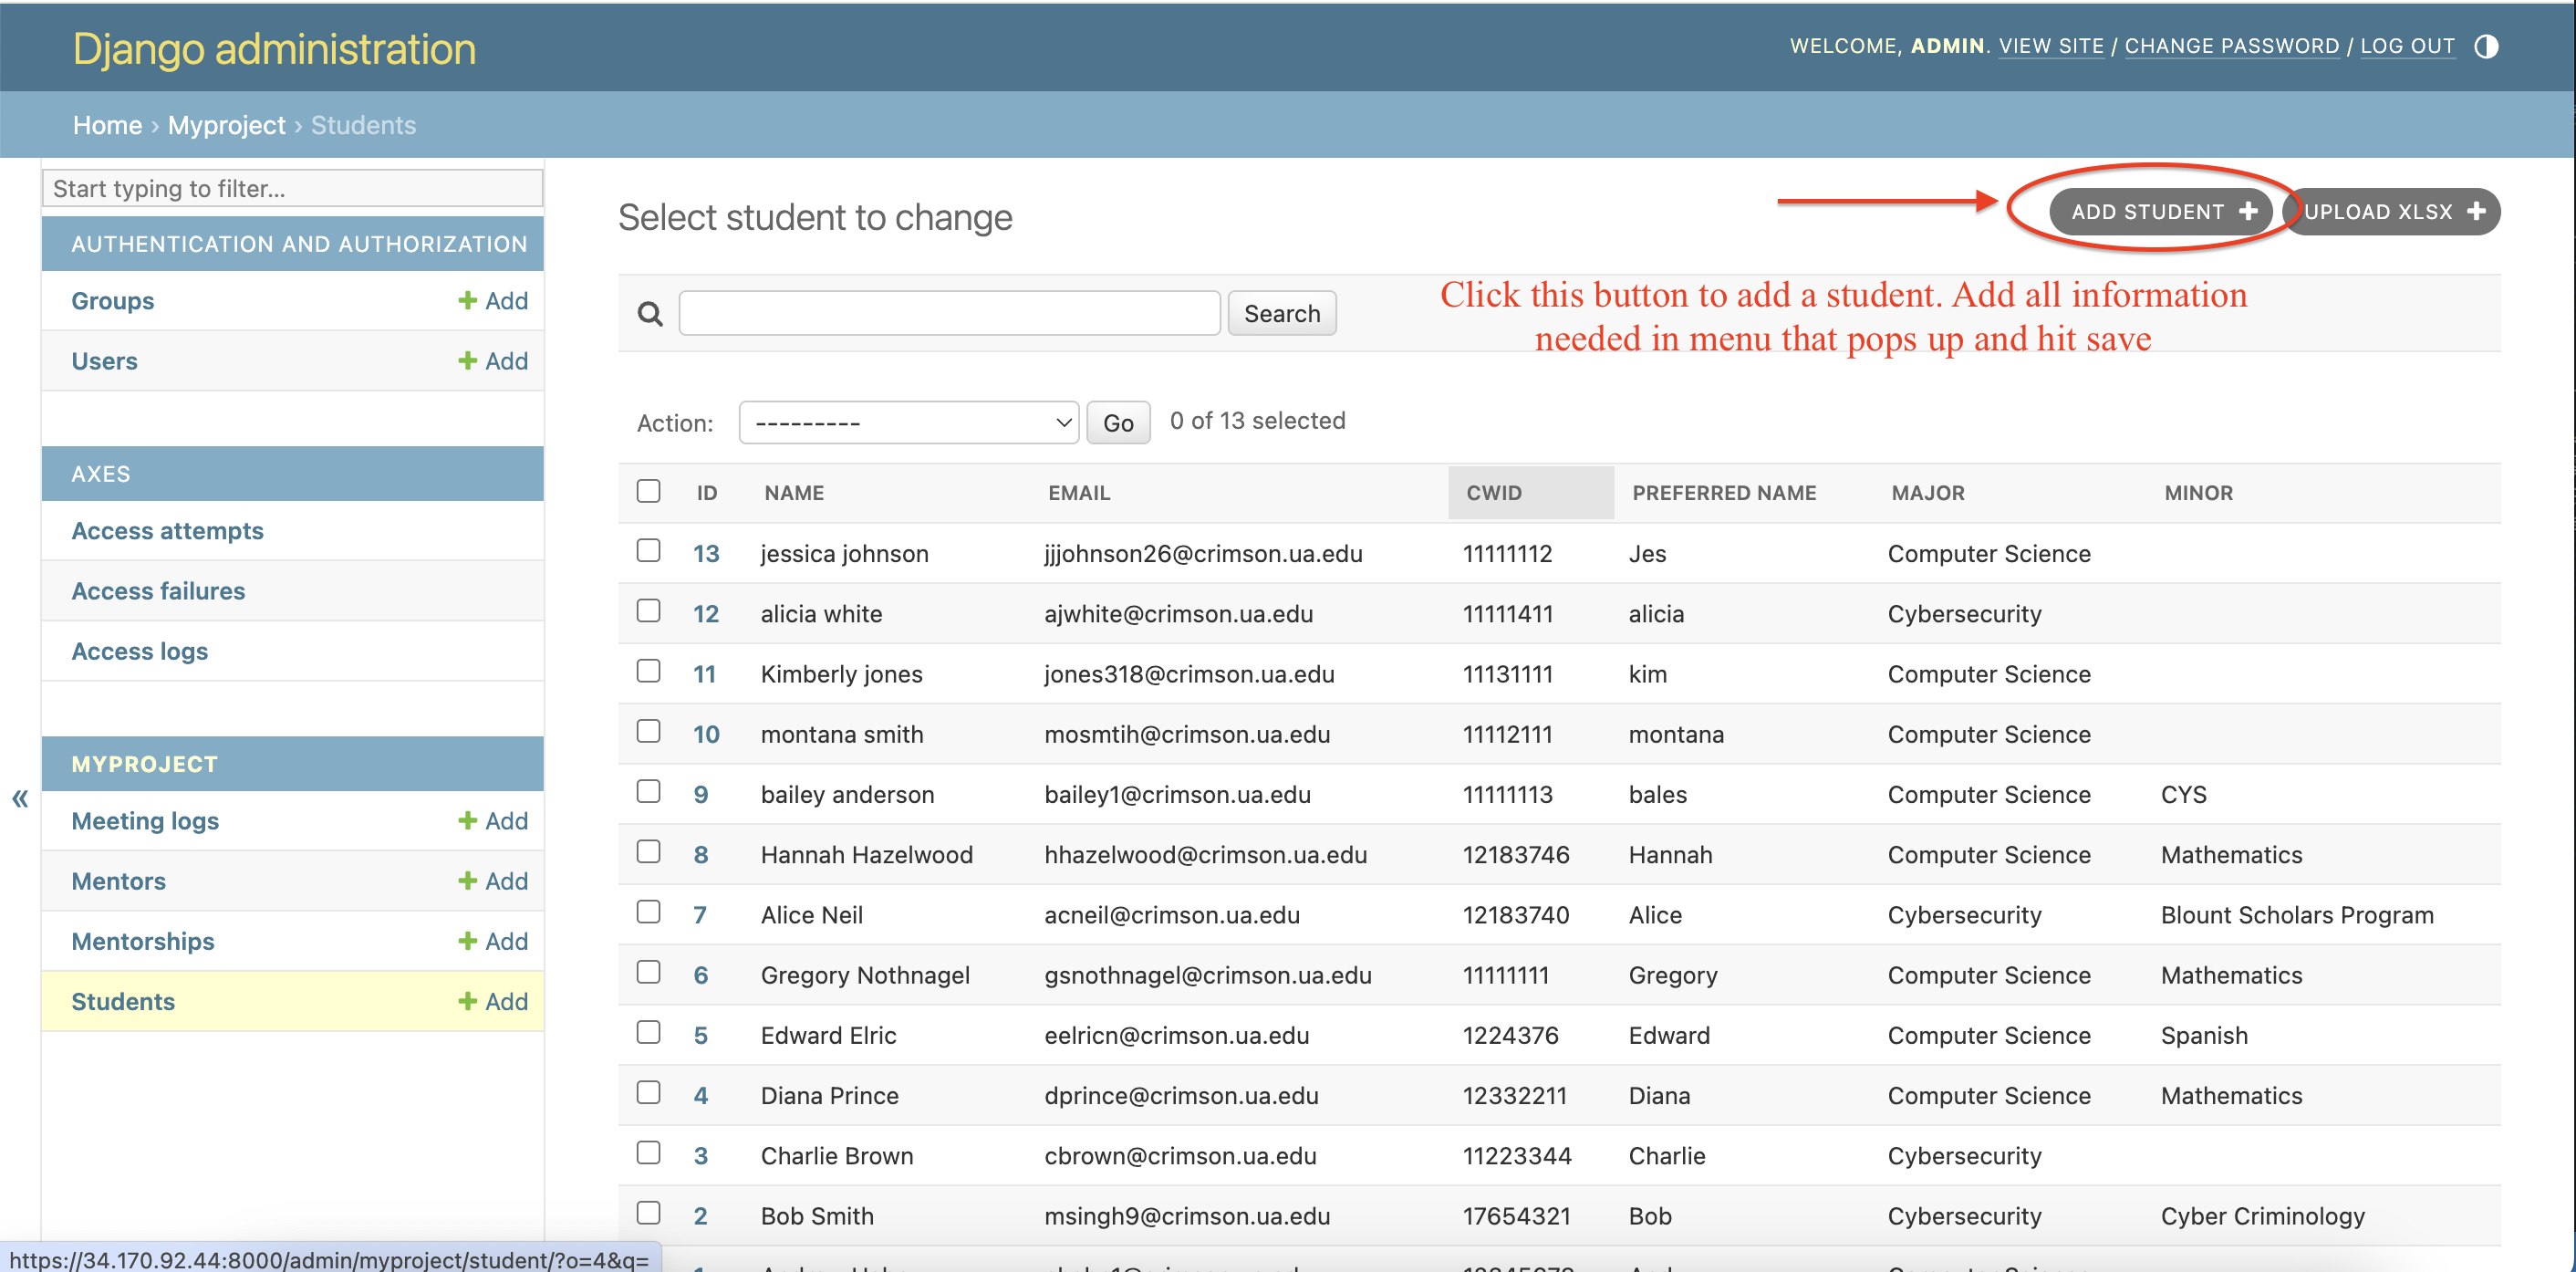 Django administration
WELCOME, ADMIN. VIEW SITE / CHANGE PASSWORD / LOG OUT
Home › Myproject › Students
Start typing to filter...
AUTHENTICATION AND AUTHORIZATION
Groups + Add
Users + Add
AXES
Access attempts
Access failures
Access logs
MYPROJECT
«
Meeting logs + Add
Mentors + Add
Mentorships + Add
Students + Add
Select student to change
ADD STUDENT +
UPLOAD XLSX +
Search
Click this button to add a student. Add all information
needed in menu that pops up and hit save
Action: --------- Go 0 of 13 selected
ID NAME EMAIL CWID PREFERRED NAME MAJOR MINOR
13 jessica johnson jjjohnson26@crimson.ua.edu 11111112 Jes Computer Science
12 alicia white ajwhite@crimson.ua.edu 11111411 alicia Cybersecurity
11 Kimberly jones jones318@crimson.ua.edu 11131111 kim Computer Science
10 montana smith mosmtih@crimson.ua.edu 11112111 montana Computer Science
9 bailey anderson bailey1@crimson.ua.edu 11111113 bales Computer Science CYS
8 Hannah Hazelwood hhazelwood@crimson.ua.edu 12183746 Hannah Computer Science Mathematics
7 Alice Neil acneil@crimson.ua.edu 12183740 Alice Cybersecurity Blount Scholars Program
6 Gregory Nothnagel gsnothnagel@crimson.ua.edu 11111111 Gregory Computer Science Mathematics
5 Edward Elric eelricn@crimson.ua.edu 1224376 Edward Computer Science Spanish
4 Diana Prince dprince@crimson.ua.edu 12332211 Diana Computer Science Mathematics
3 Charlie Brown cbrown@crimson.ua.edu 11223344 Charlie Cybersecurity
2 Bob Smith msingh9@crimson.ua.edu 17654321 Bob Cybersecurity Cyber Criminology
https://34.170.92.44:8000/admin/myproject/student/?o=4&q=